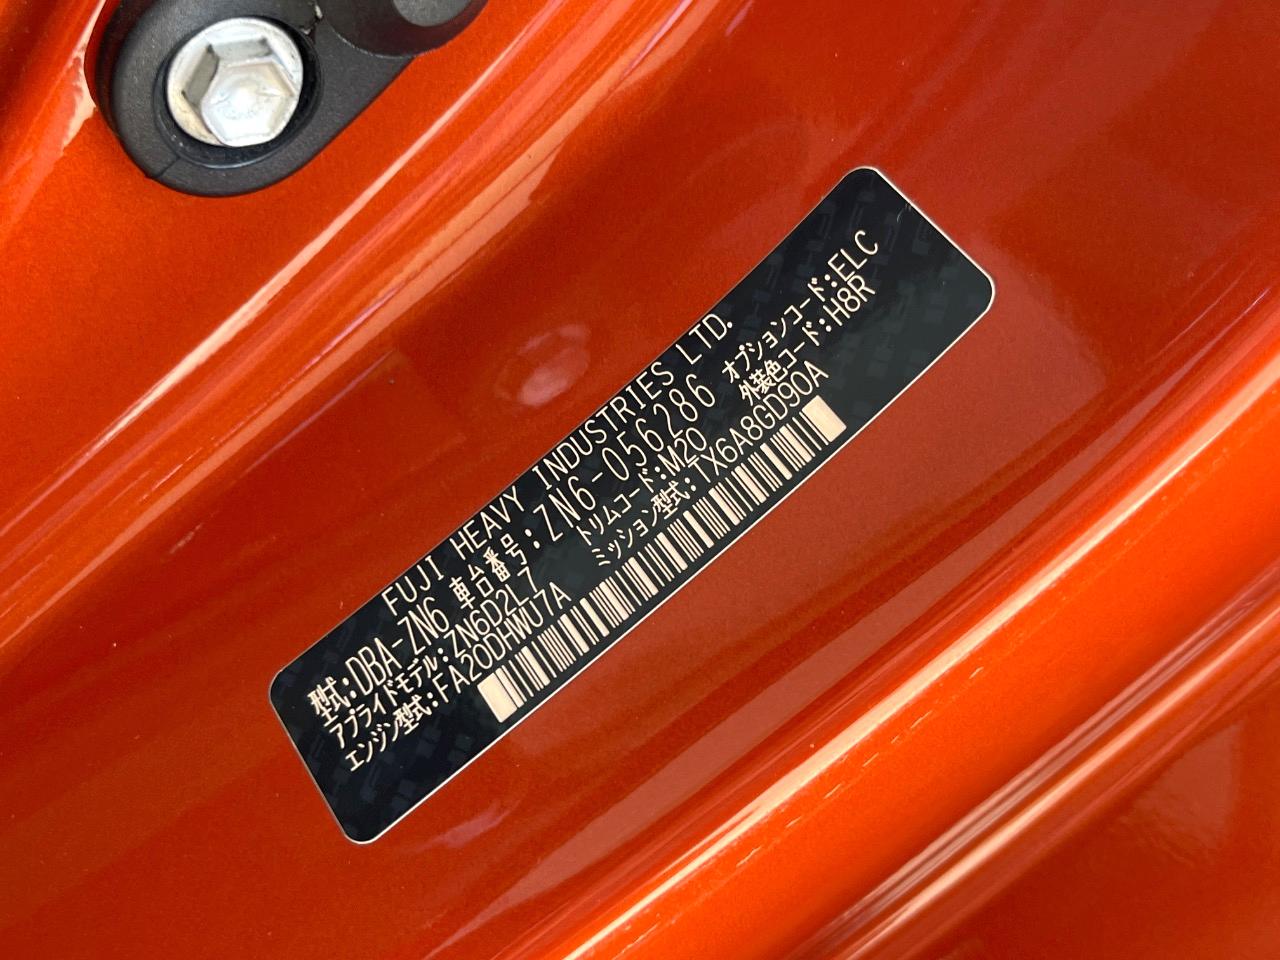 FUJI HEAVY INDUSTRIES LTD.
型式:DBA-ZN6 車台番号:ZN6-056286
アプライドモデル:ZN6D2L7 トリムコード:M20 オプションコード:ELC
エンジン型式:FA20DHWU7A ミッション型式:TX6A8GD90A 外装色コード:H8R